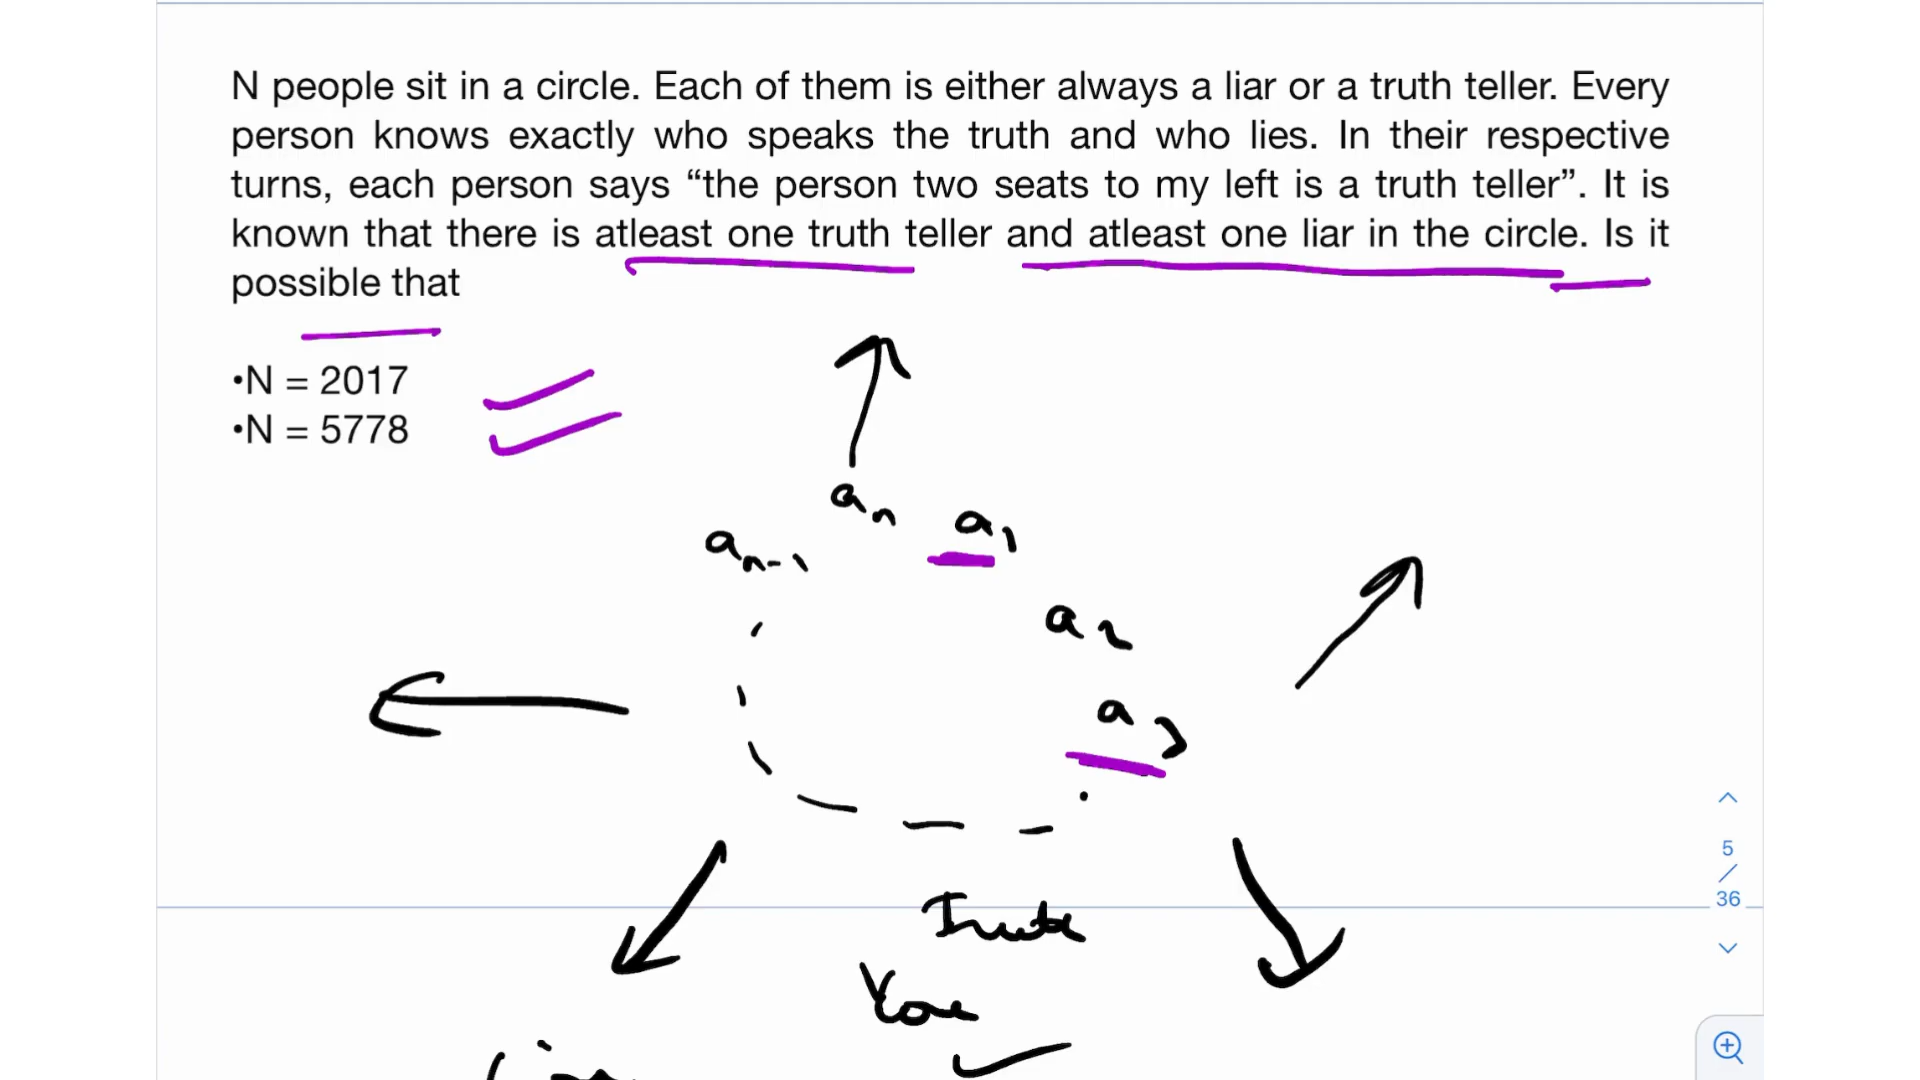 N people sit in a circle. Each of them is either always a liar or a truth teller. Every
person knows exactly who speaks the truth and who lies. In their respective
turns, each person says “the person two seats to my left is a truth teller”. It is
known that there is atleast one truth teller and atleast one liar in the circle. Is it
possible that
•N = 2017
•N = 5778
aₙ a₁
aₙ₋₁
a₂
a₃
5
/
36
Truth